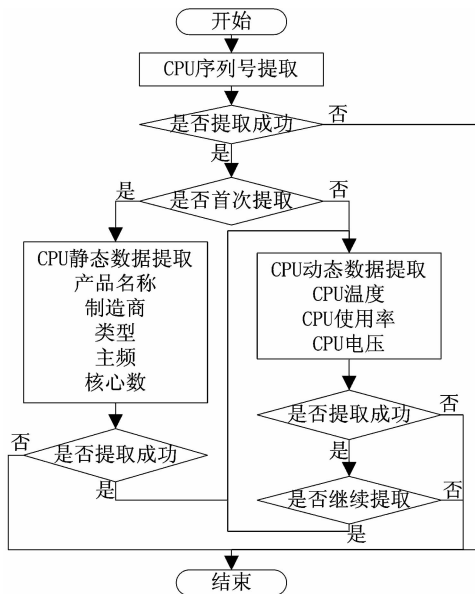 开始
CPU序列号提取
否
是否提取成功
是
是
否
是否首次提取
CPU静态数据提取
产品名称
制造商
类型
主频
核心数
CPU动态数据提取
CPU温度
CPU使用率
CPU电压
否
是否提取成功
是
是否提取成功
否
是
是否继续提取
否
是
结束